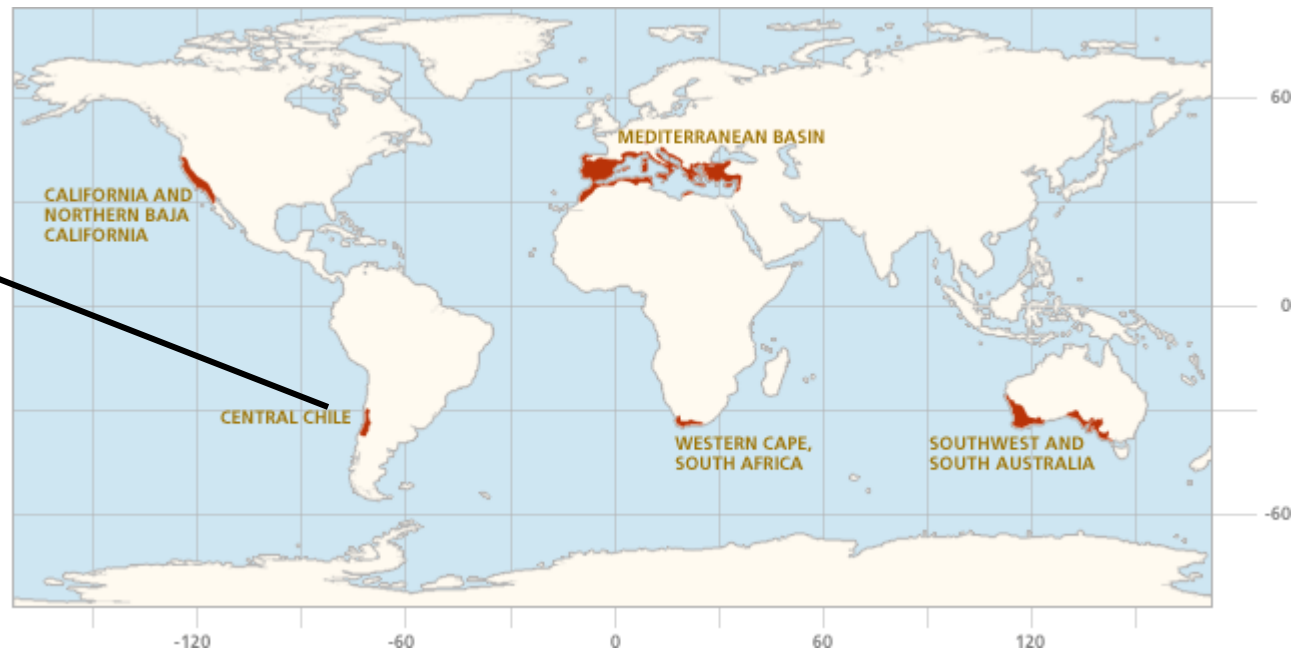 60
MEDITERRANEAN BASIN
CALIFORNIA AND
NORTHERN BAJA
CALIFORNIA
0
CENTRAL CHILE
WESTERN CAPE,
SOUTH AFRICA
SOUTHWEST AND
SOUTH AUSTRALIA
-60
-120
-60
0
60
120